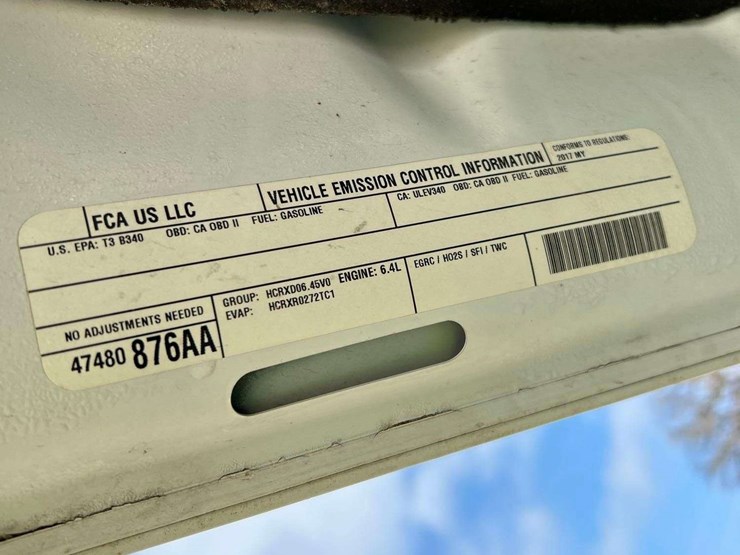 FCA US LLC
VEHICLE EMISSION CONTROL INFORMATION
CONFORMS TO REGULATIONS:
2017 MY
U.S. EPA: T3 B340 OBD: CA OBD II FUEL: GASOLINE
CA: ULEV340 OBD: CA OBD II FUEL: GASOLINE
NO ADJUSTMENTS NEEDED
47480 876AA
GROUP: HCRXD06.45V0 ENGINE: 6.4L
EVAP: HCRXR0272TC1
EGRC / HO2S / SFI / TWC